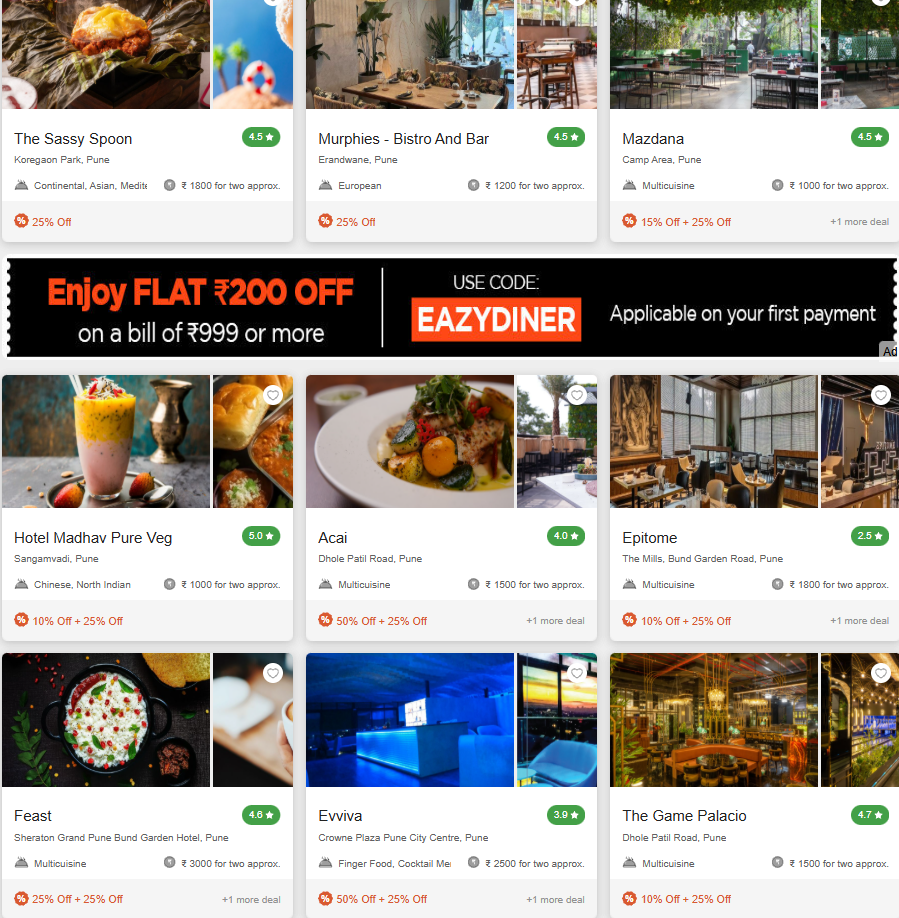 The Sassy Spoon 4.5 ★
Koregaon Park, Pune
Continental, Asian, Medite ₹ 1800 for two approx.
% 25% Off
Murphies - Bistro And Bar 4.5 ★
Erandwane, Pune
European ₹ 1200 for two approx.
% 25% Off
Mazdana 4.5 ★
Camp Area, Pune
Multicuisine ₹ 1000 for two approx.
% 15% Off + 25% Off +1 more deal
Enjoy FLAT ₹200 OFF
on a bill of ₹999 or more
USE CODE:
EAZYDINER
Applicable on your first payment
Ad
Hotel Madhav Pure Veg 5.0 ★
Sangamvadi, Pune
Chinese, North Indian ₹ 1000 for two approx.
% 10% Off + 25% Off
Acai 4.0 ★
Dhole Patil Road, Pune
Multicuisine ₹ 1500 for two approx.
% 50% Off + 25% Off +1 more deal
Epitome 2.5 ★
The Mills, Bund Garden Road, Pune
Multicuisine ₹ 1800 for two approx.
% 10% Off + 25% Off +1 more deal
Feast 4.6 ★
Sheraton Grand Pune Bund Garden Hotel, Pune
Multicuisine ₹ 3000 for two approx.
% 25% Off + 25% Off +1 more deal
Evviva 3.9 ★
Crowne Plaza Pune City Centre, Pune
Finger Food, Cocktail Me ₹ 2500 for two approx.
% 50% Off + 25% Off +1 more deal
The Game Palacio 4.7 ★
Dhole Patil Road, Pune
Multicuisine ₹ 1500 for two approx.
% 10% Off + 25% Off